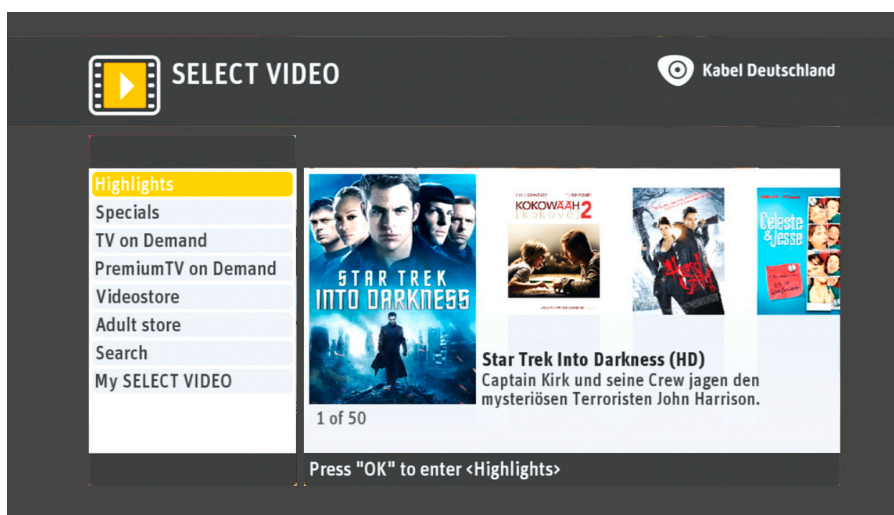 SELECT VIDEO
Kabel Deutschland
Highlights
Specials
TV on Demand
PremiumTV on Demand
Videostore
Adult store
Search
My SELECT VIDEO
STAR TREK
INTO DARKNESS
KOKOWÄÄH 2
[kokovɛ]
Celeste
&Jesse
Star Trek Into Darkness (HD)
Captain Kirk und seine Crew jagen den
mysteriösen Terroristen John Harrison.
1 of 50
Press "OK" to enter <Highlights>